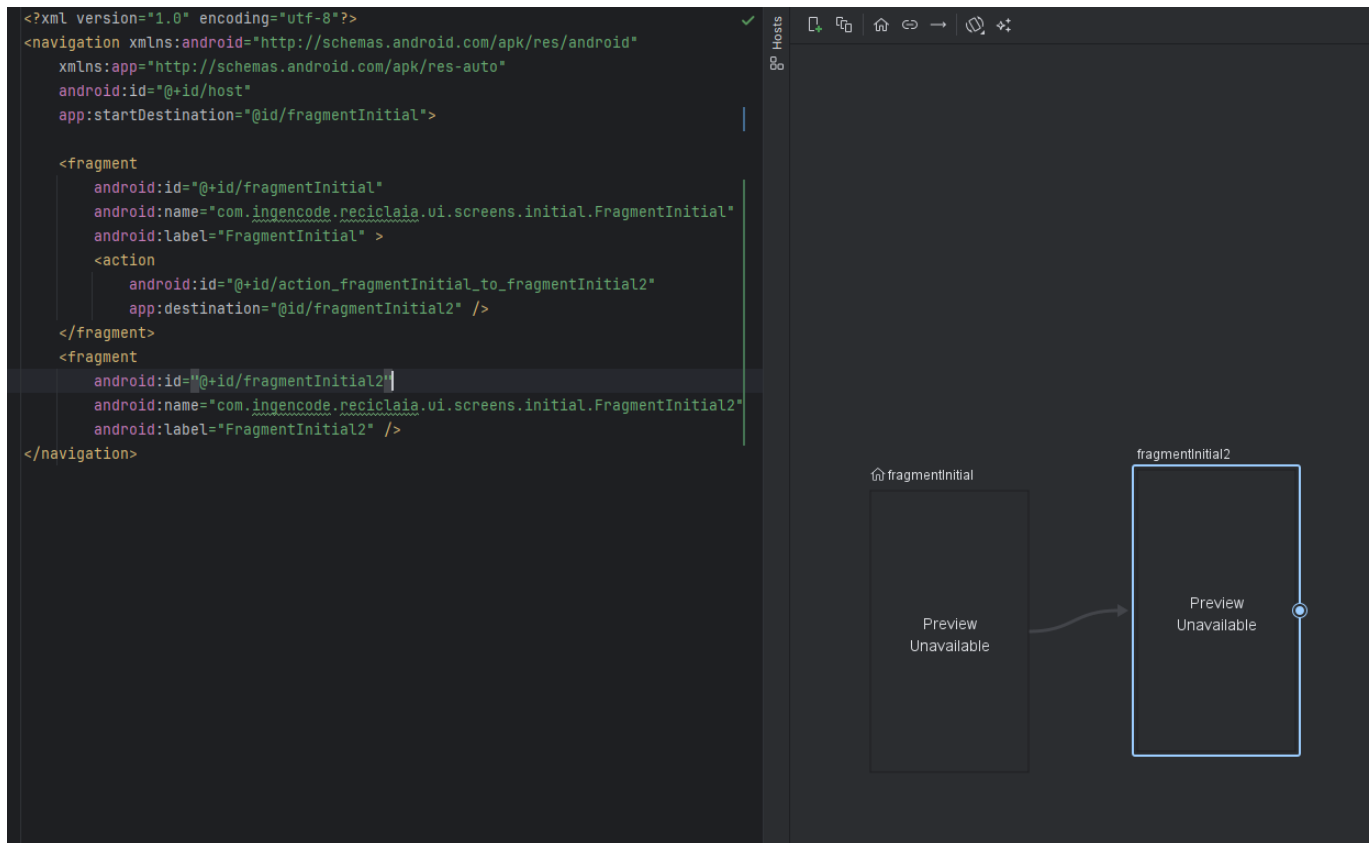 <?xml version="1.0" encoding="utf-8"?>
<navigation xmlns:android="http://schemas.android.com/apk/res/android"
    xmlns:app="http://schemas.android.com/apk/res-auto"
    android:id="@+id/host"
    app:startDestination="@id/fragmentInitial">

    <fragment
        android:id="@+id/fragmentInitial"
        android:name="com.ingencode.reciclaia.ui.screens.initial.FragmentInitial"
        android:label="FragmentInitial" >
        <action
            android:id="@+id/action_fragmentInitial_to_fragmentInitial2"
            app:destination="@id/fragmentInitial2" />
    </fragment>
    <fragment
        android:id="@+id/fragmentInitial2"
        android:name="com.ingencode.reciclaia.ui.screens.initial.FragmentInitial2"
        android:label="FragmentInitial2" />
</navigation>
Hosts
fragmentInitial
Preview
Unavailable
fragmentInitial2
Preview
Unavailable